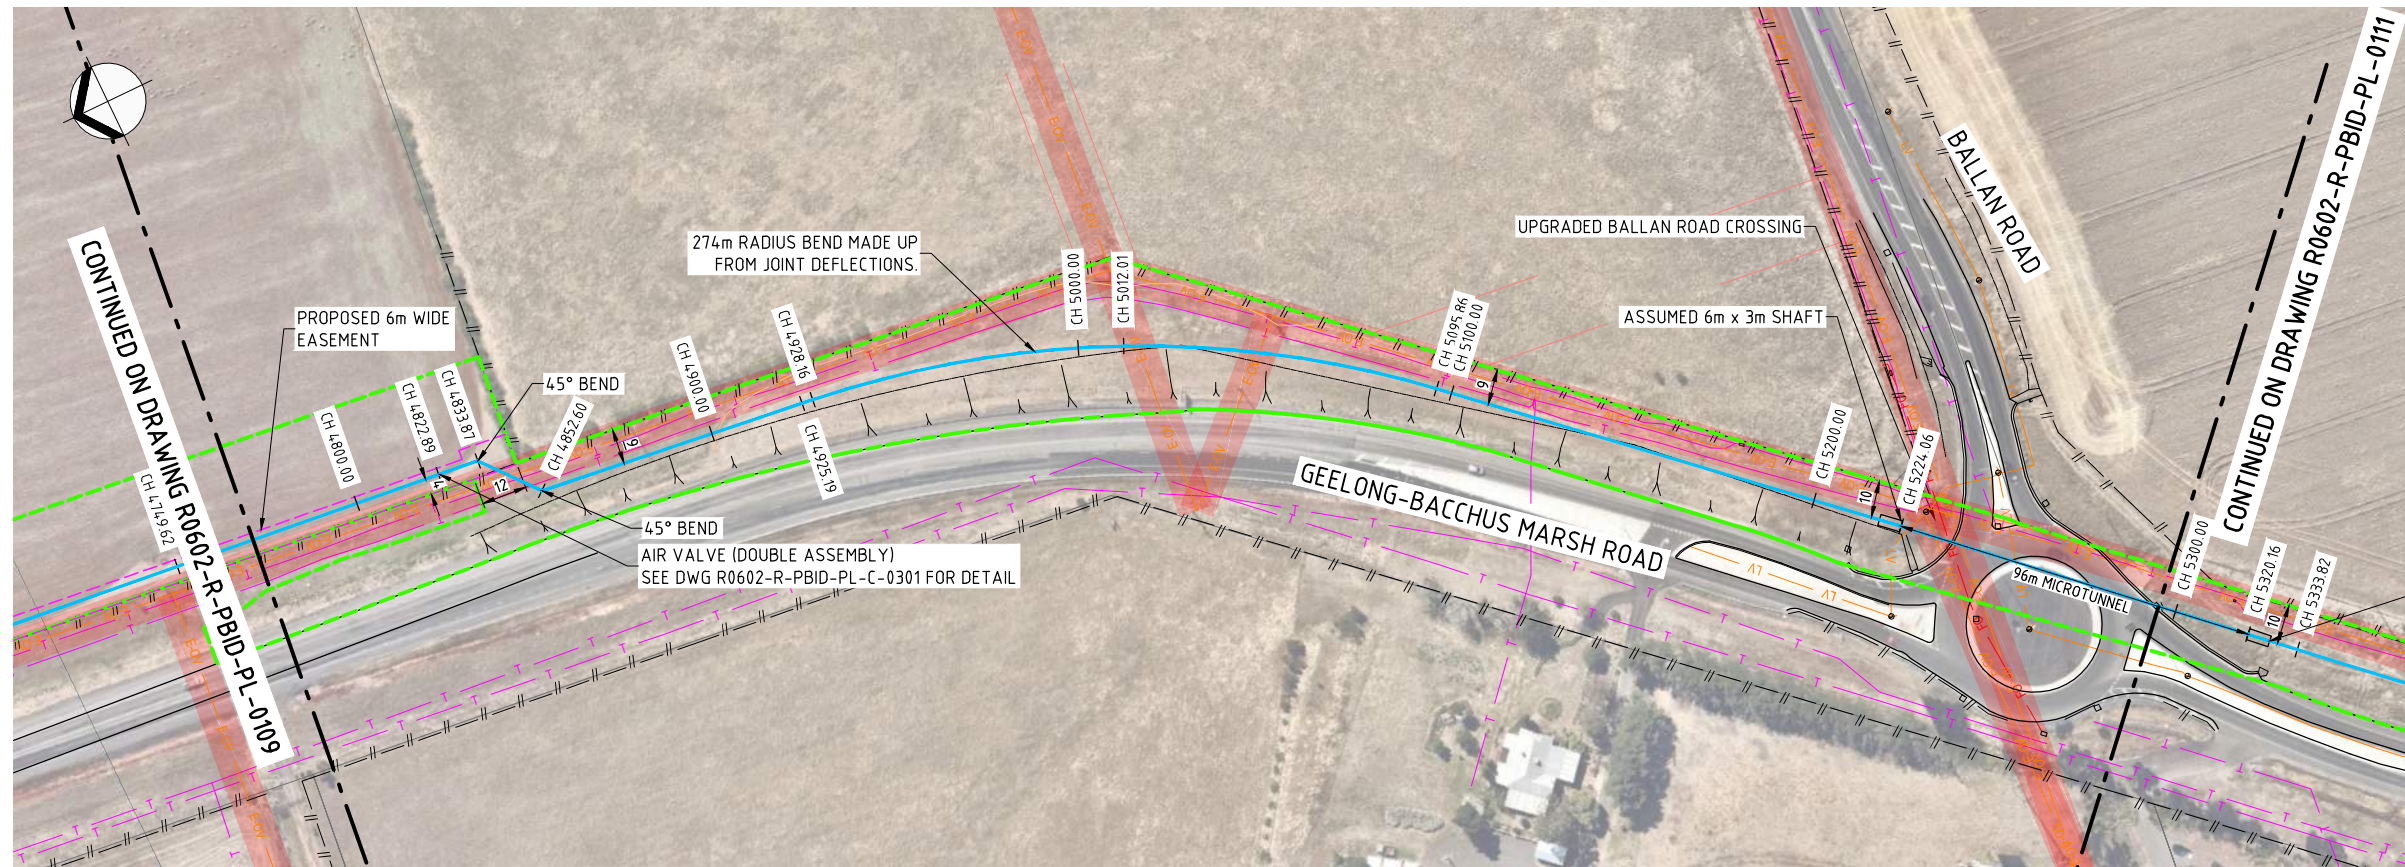 CONTINUED ON DRAWING R0602-R-PBID-PL-0109
PROPOSED 6m WIDE
EASEMENT
CH 4749.62
CH 4800.00
CH 4822.89
CH 4833.87
45° BEND
CH 4852.60
4
12
9
45° BEND
AIR VALVE (DOUBLE ASSEMBLY)
SEE DWG R0602-R-PBID-PL-C-0301 FOR DETAIL
274m RADIUS BEND MADE UP
FROM JOINT DEFLECTIONS.
CH 4900.00
CH 4928.16
CH 4925.19
CH 5000.00
CH 5012.01
CH 5095.86
CH 5100.00
9
GEELONG-BACCHUS MARSH ROAD
UPGRADED BALLAN ROAD CROSSING
ASSUMED 6m x 3m SHAFT
CH 5200.00
10
CH 5224.06
BALLAN ROAD
LV
LV
96m MICROTUNNEL
CH 5300.00
CH 5320.16
10
CH 5333.82
CONTINUED ON DRAWING R0602-R-PBID-PL-0111